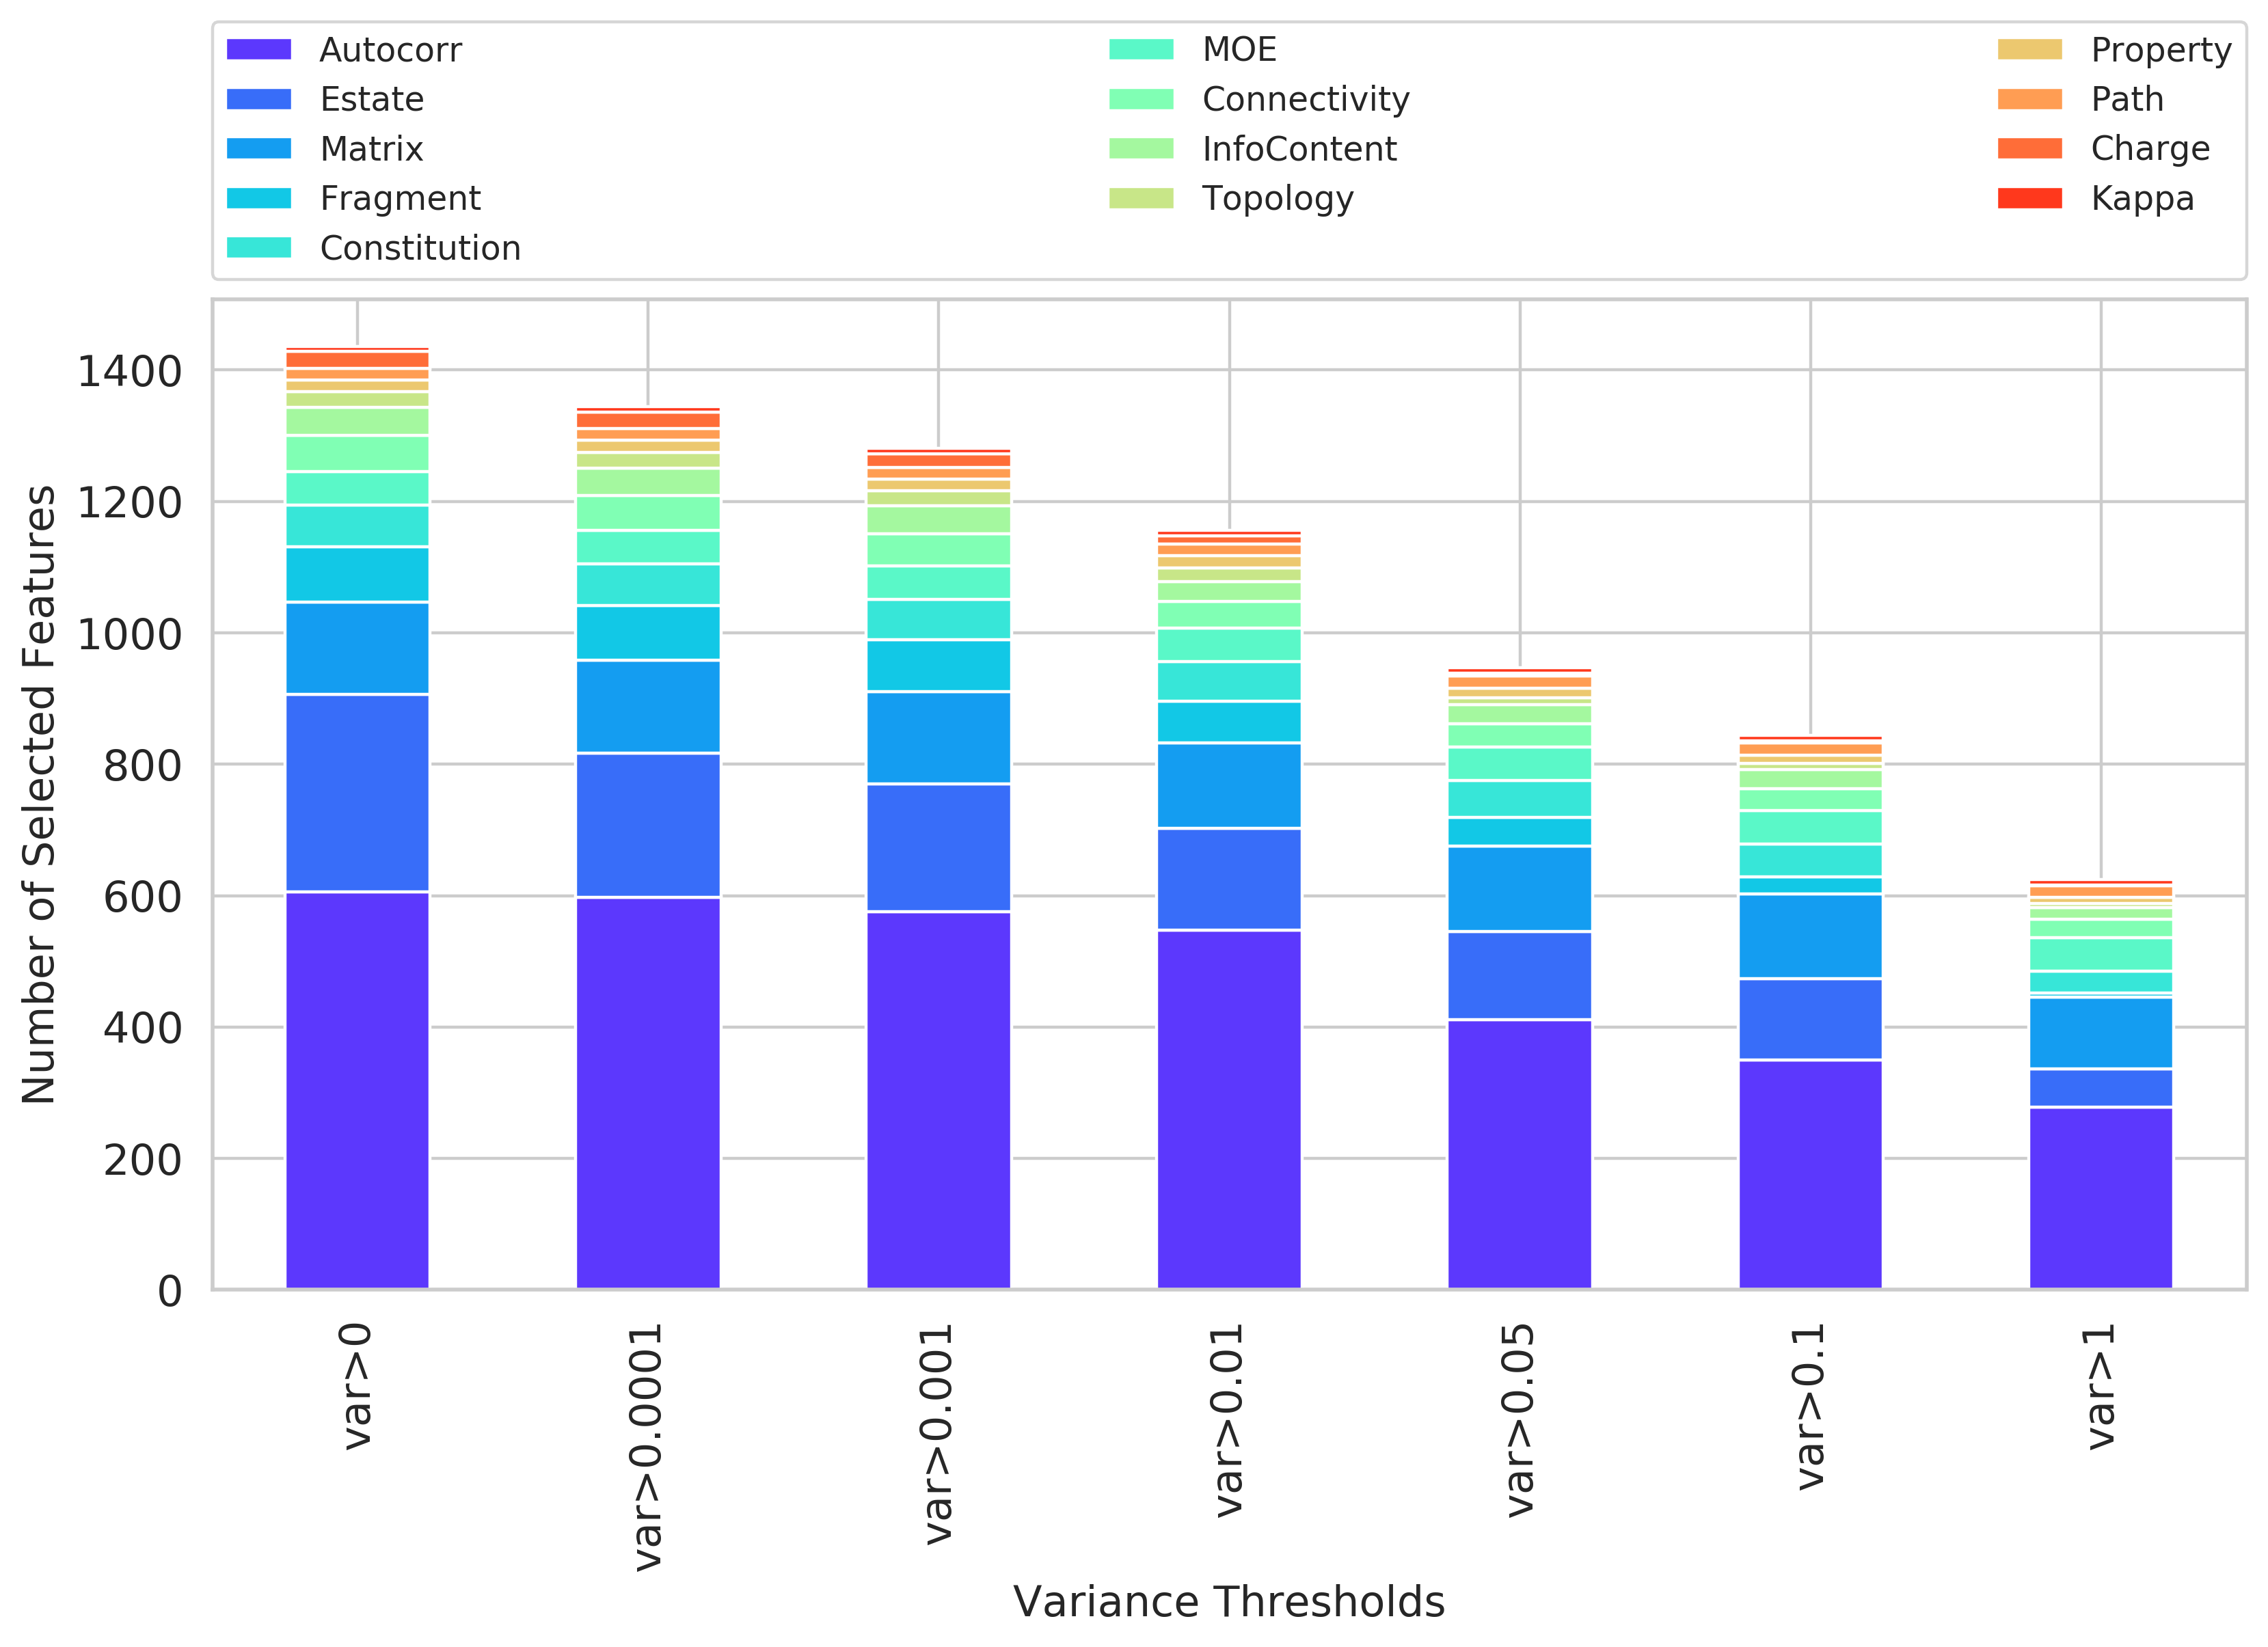 Autocorr
Estate
Matrix
Fragment
Constitution
MOE
Connectivity
InfoContent
Topology
Property
Path
Charge
Kappa
Number of Selected Features
1400
1200
1000
800
600
400
200
0
var>0
var>0.0001
var>0.001
var>0.01
var>0.05
var>0.1
var>1
Variance Thresholds